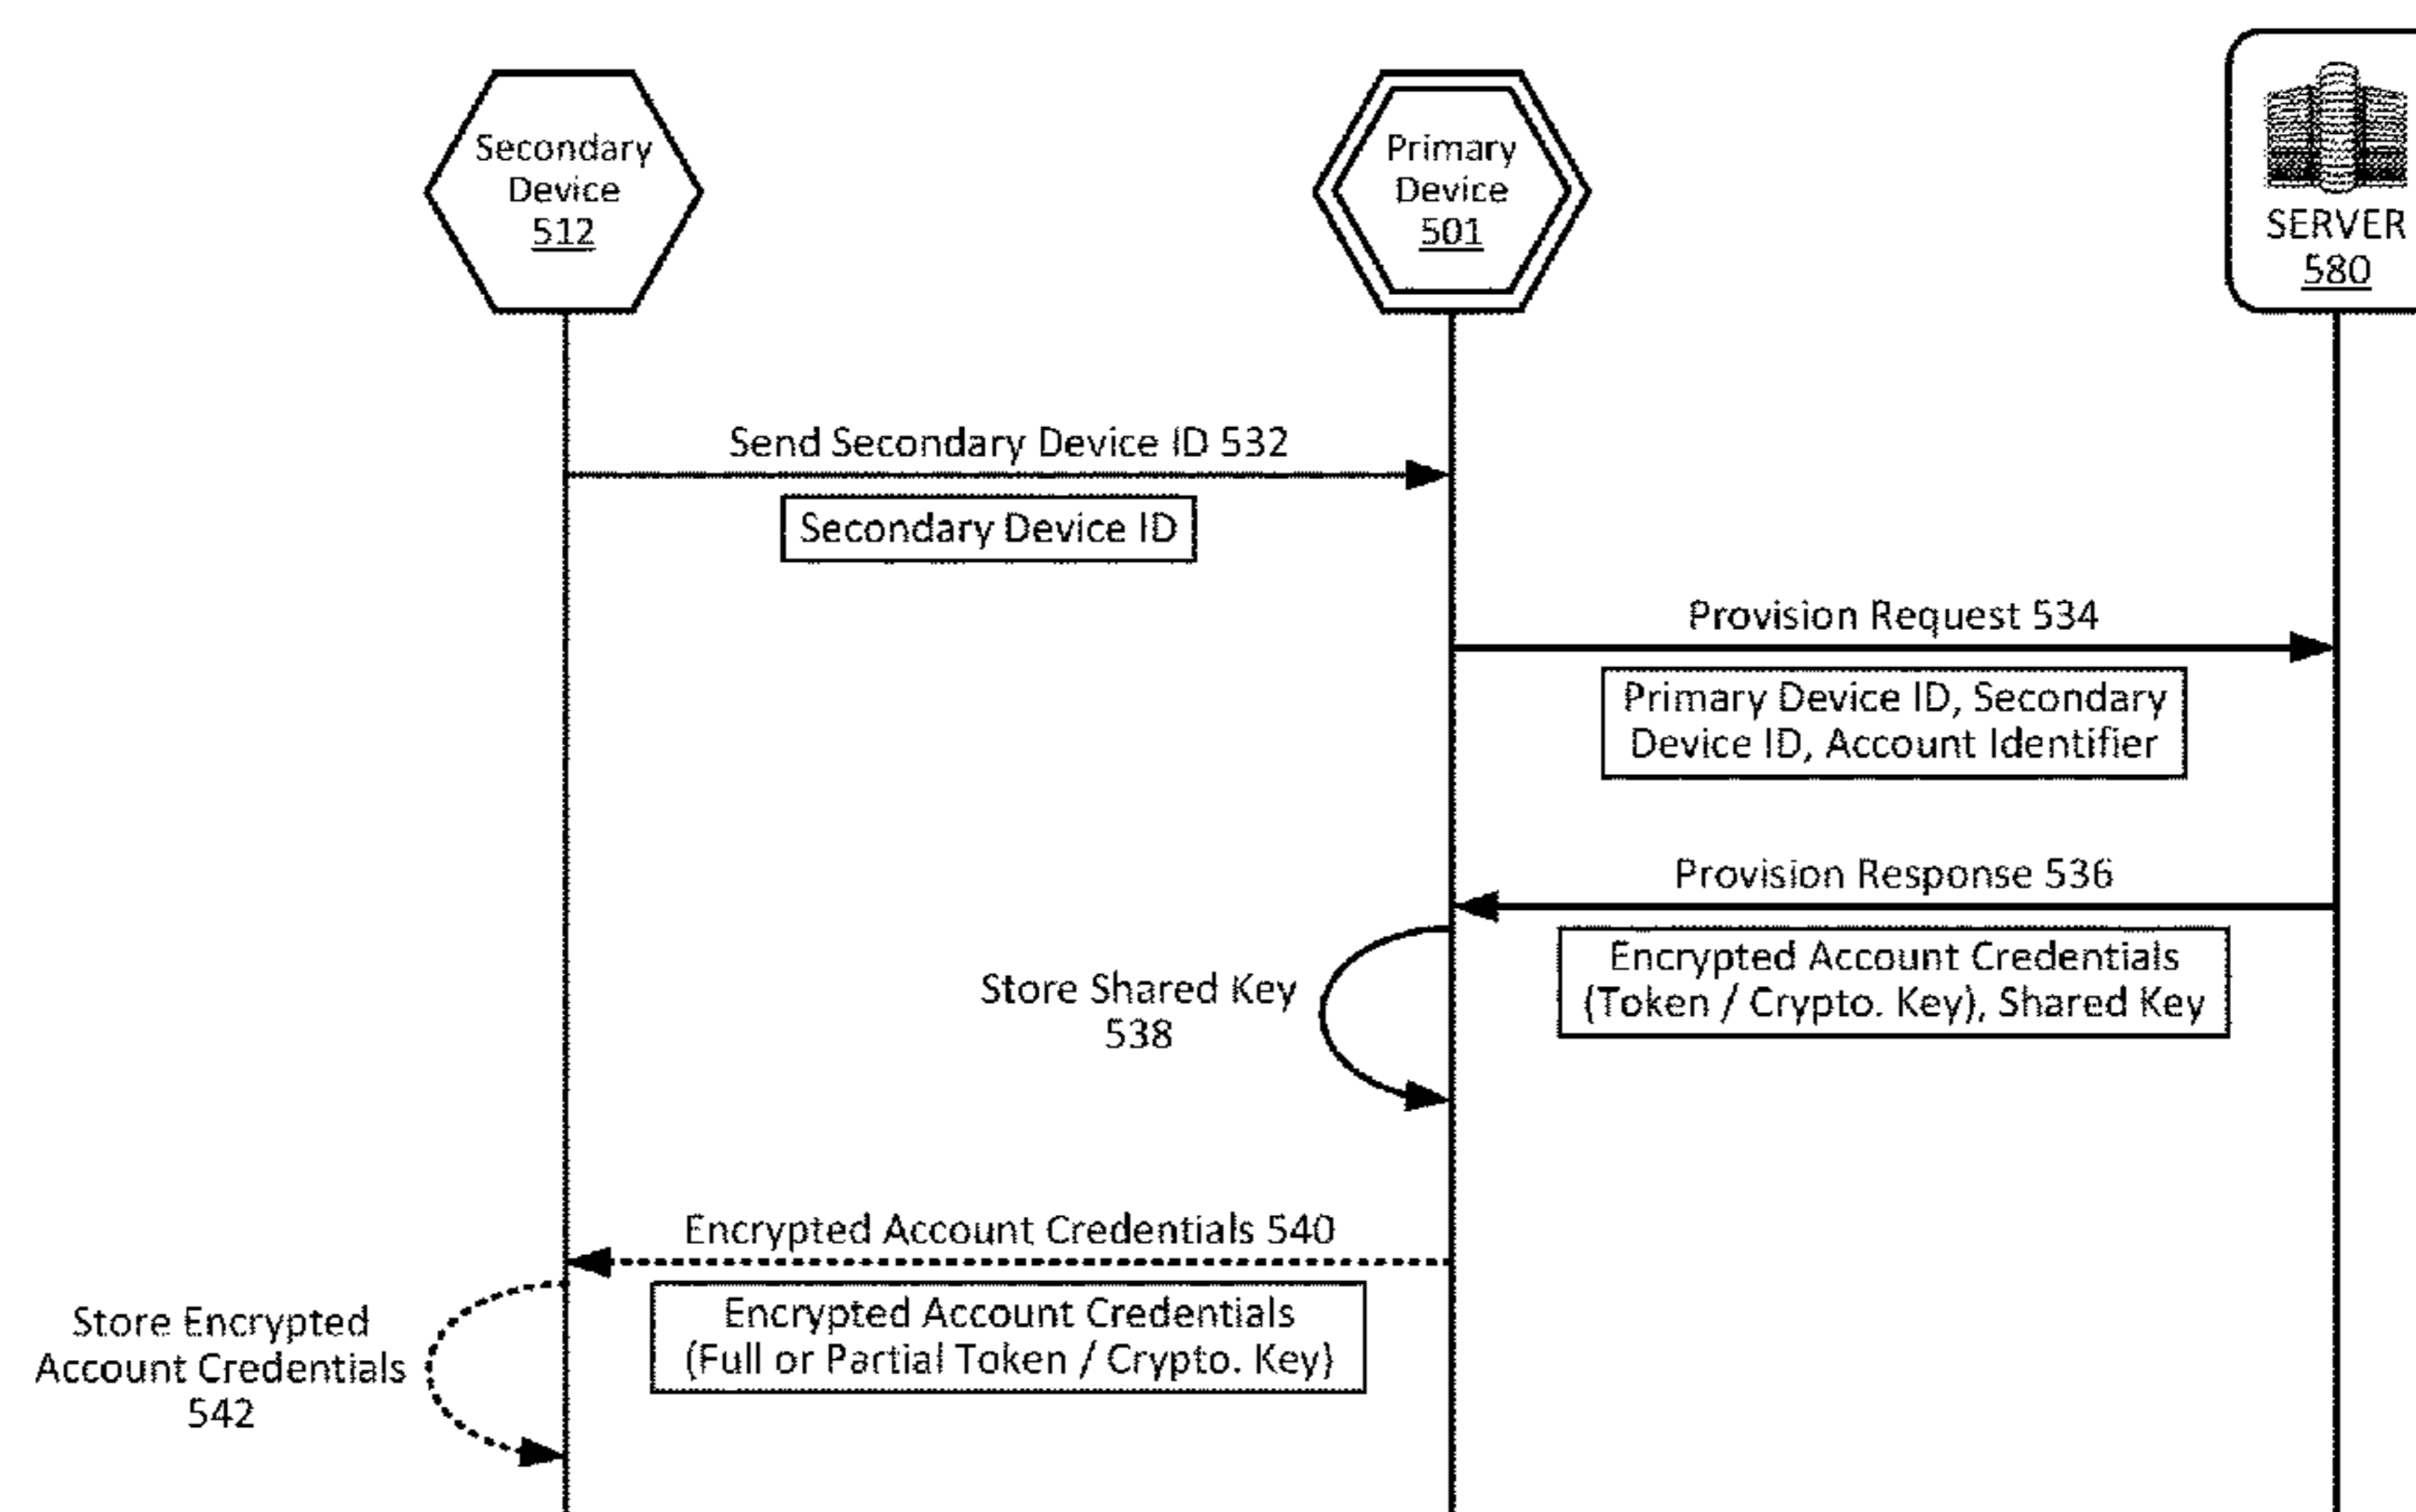 Secondary
Device
512
Primary
Device
501
SERVER
580
Send Secondary Device ID 532
Secondary Device ID
Provision Request 534
Primary Device ID, Secondary
Device ID, Account Identifier
Provision Response 536
Encrypted Account Credentials
(Token / Crypto. Key), Shared Key
Store Shared Key
538
Encrypted Account Credentials 540
Encrypted Account Credentials
(Full or Partial Token / Crypto. Key)
Store Encrypted
Account Credentials
542